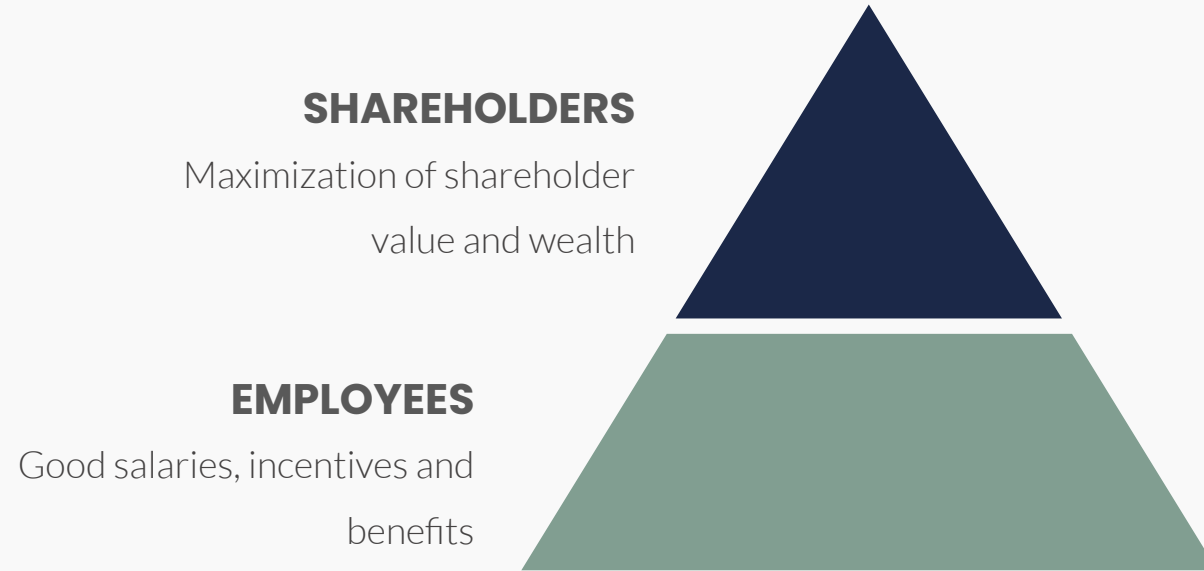 SHAREHOLDERS
Maximization of shareholder
value and wealth
EMPLOYEES
Good salaries, incentives and
benefits